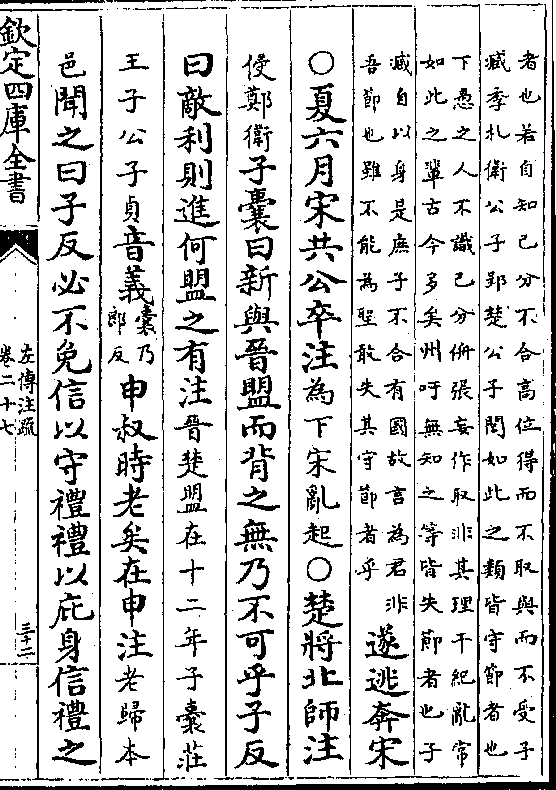 者也若自知己分不合高位得而不取與而不受子
臧季札衛公子郢楚公子閭如此之類皆守節者也
下愚之人不識己分侜張妄作取非其理干紀亂常
如此之輩古今多矣州吁無知之等皆失節者也子
臧自以身是庶子不合有國故言為君非
吾節也雖不能為聖敢失其守節者乎
遂逃奔宋
○夏六月宋共公卒注為下宋亂起○楚將北師注
侵鄭衛子囊曰新與晉盟而背之無乃不可乎子反
曰敵利則進何盟之有注晉楚盟在十二年子囊莊
王子公子貞音義囊乃
郎反
申叔時老矣在申注老歸本
邑聞之曰子反必不免信以守禮禮以庇身信禮之
欽定四庫全書
左傳注疏
卷二十七
三十二